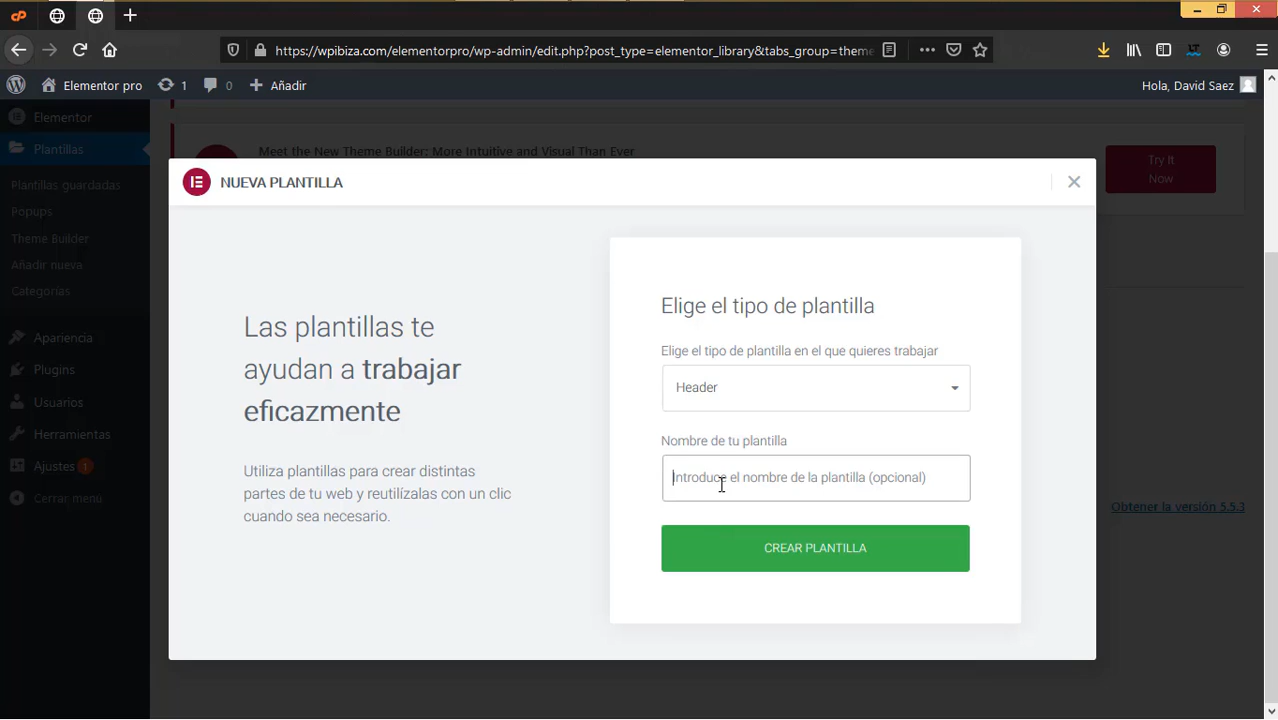 https://wpibiza.com/elementorpro/wp-admin/edit.php?post_type=elementor_library&tabs_group=theme
Elementor pro
1
0
Añadir
Hola, David Saez
Elementor
Plantillas
Plantillas guardadas
Popups
Theme Builder
Añadir nueva
Categorías
Apariencia
Plugins
Usuarios
Herramientas
Ajustes 1
Cerrar menú
Meet the New Theme Builder: More Intuitive and Visual Than Ever
Try It
Now
NUEVA PLANTILLA
Las plantillas te
ayudan a trabajar
eficazmente
Utiliza plantillas para crear distintas
partes de tu web y reutilízalas con un clic
cuando sea necesario.
Elige el tipo de plantilla
Elige el tipo de plantilla en el que quieres trabajar
Header
Nombre de tu plantilla
Introduce el nombre de la plantilla (opcional)
CREAR PLANTILLA
Obtener la versión 5.5.3